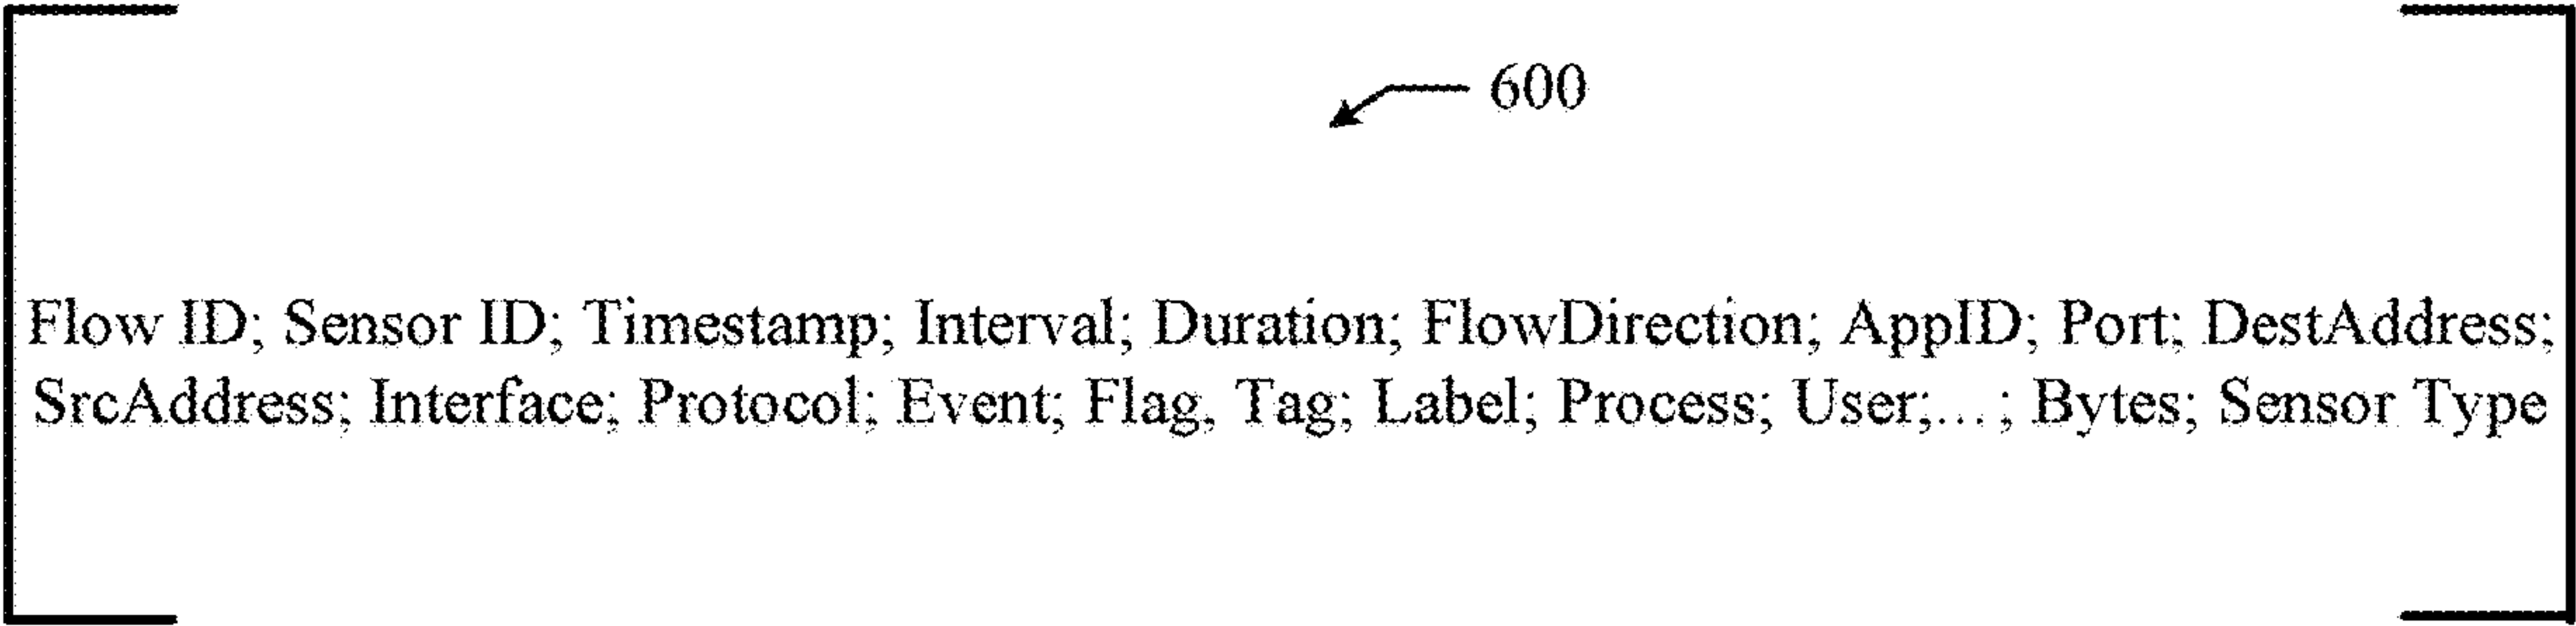 600
Flow ID; Sensor ID; Timestamp; Interval; Duration; FlowDirection; AppID; Port; DestAddress;
SrcAddress; Interface; Protocol; Event; Flag, Tag; Label; Process; User;...; Bytes; Sensor Type